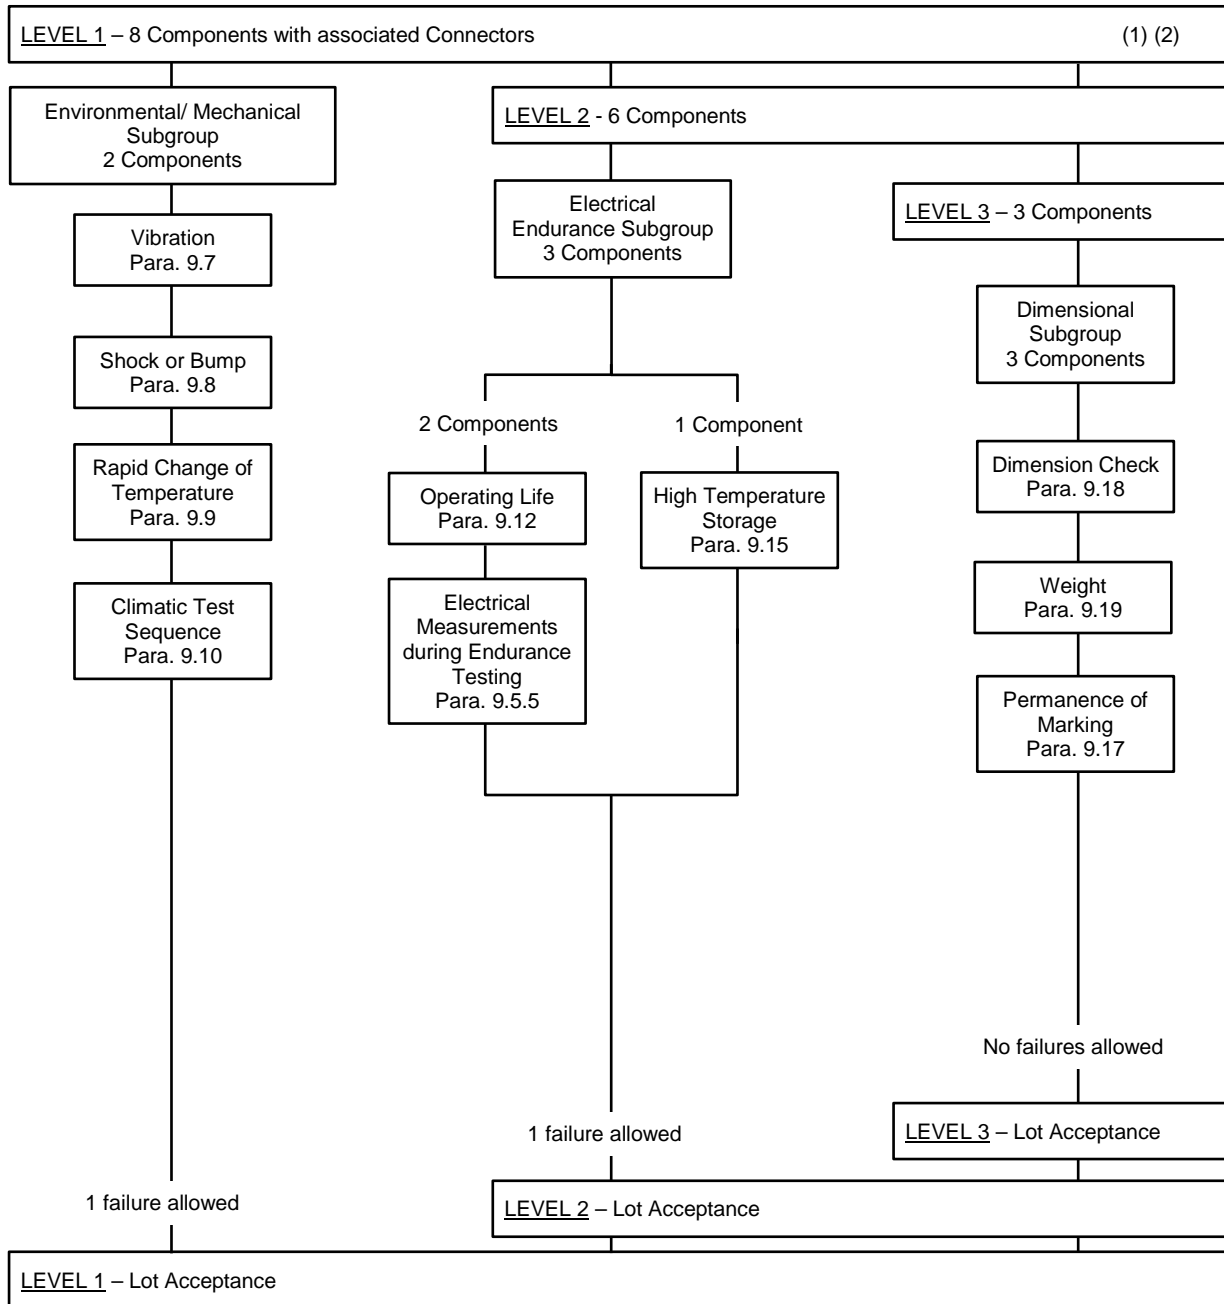 LEVEL 1 – 8 Components with associated Connectors (1) (2)
Environmental/ Mechanical
Subgroup
2 Components
LEVEL 2 - 6 Components
Vibration
Para. 9.7
Shock or Bump
Para. 9.8
Rapid Change of
Temperature
Para. 9.9
Climatic Test
Sequence
Para. 9.10
1 failure allowed
Electrical
Endurance Subgroup
3 Components
2 Components
Operating Life
Para. 9.12
Electrical
Measurements
during Endurance
Testing
Para. 9.5.5
1 Component
High Temperature
Storage
Para. 9.15
1 failure allowed
LEVEL 3 – 3 Components
Dimensional
Subgroup
3 Components
Dimension Check
Para. 9.18
Weight
Para. 9.19
Permanence of
Marking
Para. 9.17
No failures allowed
LEVEL 3 – Lot Acceptance
LEVEL 2 – Lot Acceptance
LEVEL 1 – Lot Acceptance